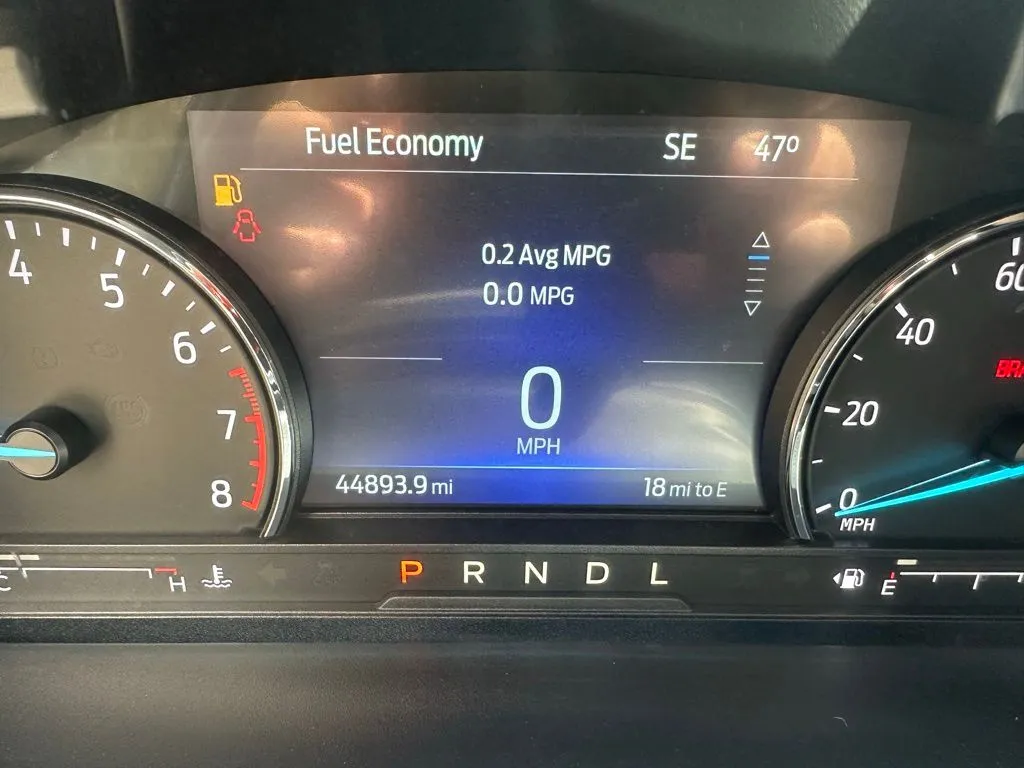 Fuel Economy SE 47º
0.2 Avg MPG
0.0 MPG
4 5 6 7 8
0 20 40 60
0
MPH
MPH
44893.9 mi 18 mi to E
C H P R N D L E